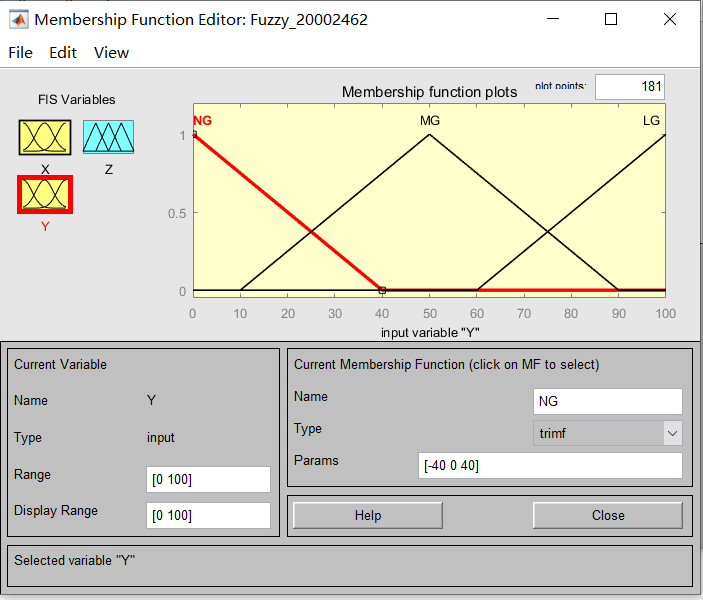 Membership Function Editor: Fuzzy_20002462
File Edit View
FIS Variables
X
Z
Y
Membership function plots
plot points:
181
NG
MG
LG
1
0.5
0
0 10 20 30 40 50 60 70 80 90 100
input variable "Y"
Current Variable
Name Y
Type input
Range [0 100]
Display Range [0 100]
Current Membership Function (click on MF to select)
Name NG
Type trimf
Params [-40 0 40]
Help Close
Selected variable "Y"